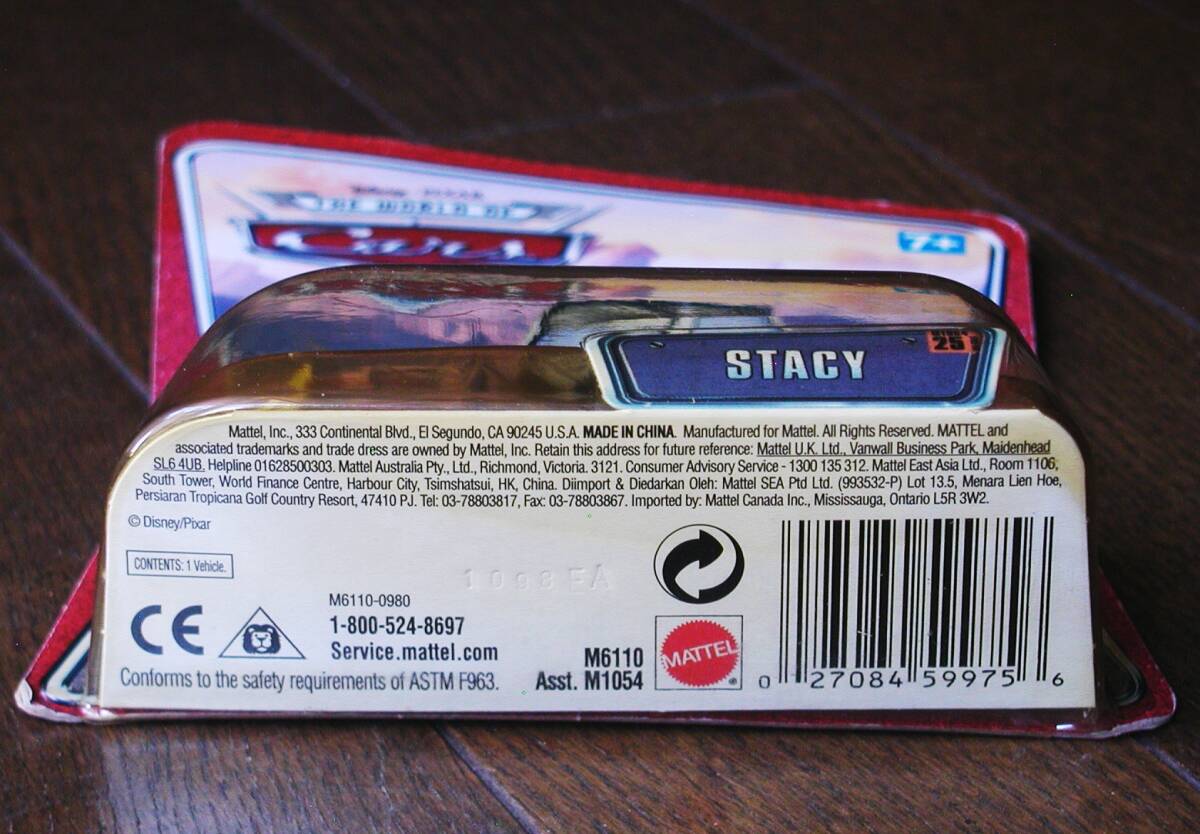 Disney · PIXAR
THE WORLD OF
Cars
7+
STACY
25
Mattel, Inc., 333 Continental Blvd., El Segundo, CA 90245 U.S.A. MADE IN CHINA. Manufactured for Mattel. All Rights Reserved. MATTEL and
associated trademarks and trade dress are owned by Mattel, Inc. Retain this address for future reference: Mattel U.K. Ltd., Vanwall Business Park, Maidenhead
SL6 4UB. Helpline 01628500303. Mattel Australia Pty., Ltd., Richmond, Victoria. 3121. Consumer Advisory Service - 1300 135 312. Mattel East Asia Ltd., Room 1106,
South Tower, World Finance Centre, Harbour City, Tsimshatsui, HK, China. Diimport & Diedarkan Oleh: Mattel SEA Ptd Ltd. (993532-P) Lot 13.5, Menara Lien Hoe,
Persiaran Tropicana Golf Country Resort, 47410 PJ. Tel: 03-78803817, Fax: 03-78803867. Imported by: Mattel Canada Inc., Mississauga, Ontario L5R 3W2.
© Disney/Pixar
CONTENTS: 1 Vehicle.
1098 EA
CE
M6110-0980
1-800-524-8697
Service.mattel.com
Conforms to the safety requirements of ASTM F963.
M6110
Asst. M1054
MATTEL
®
0 27084 59975 6